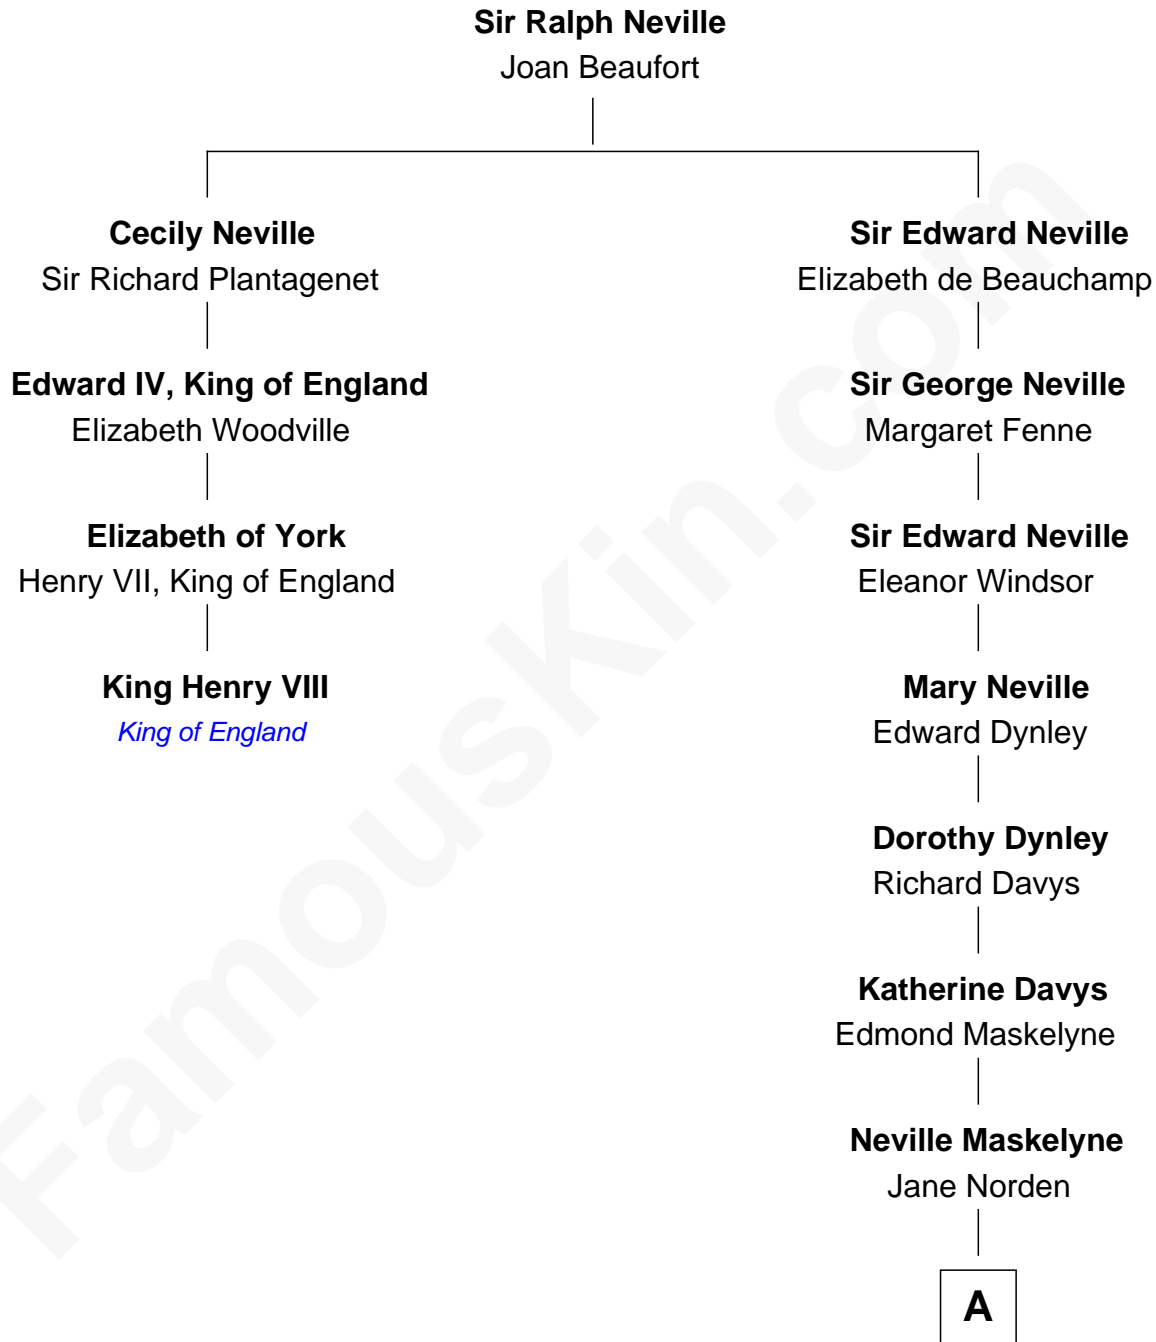 Sir Ralph Neville
Joan Beaufort
Cecily Neville
Sir Richard Plantagenet
Edward IV, King of England
Elizabeth Woodville
Elizabeth of York
Henry VII, King of England
King Henry VIII
King of England
Sir Edward Neville
Elizabeth de Beauchamp
Sir George Neville
Margaret Fenne
Sir Edward Neville
Eleanor Windsor
Mary Neville
Edward Dynley
Dorothy Dynley
Richard Davys
Katherine Davys
Edmond Maskelyne
Neville Maskelyne
Jane Norden
A
FamousKin.com